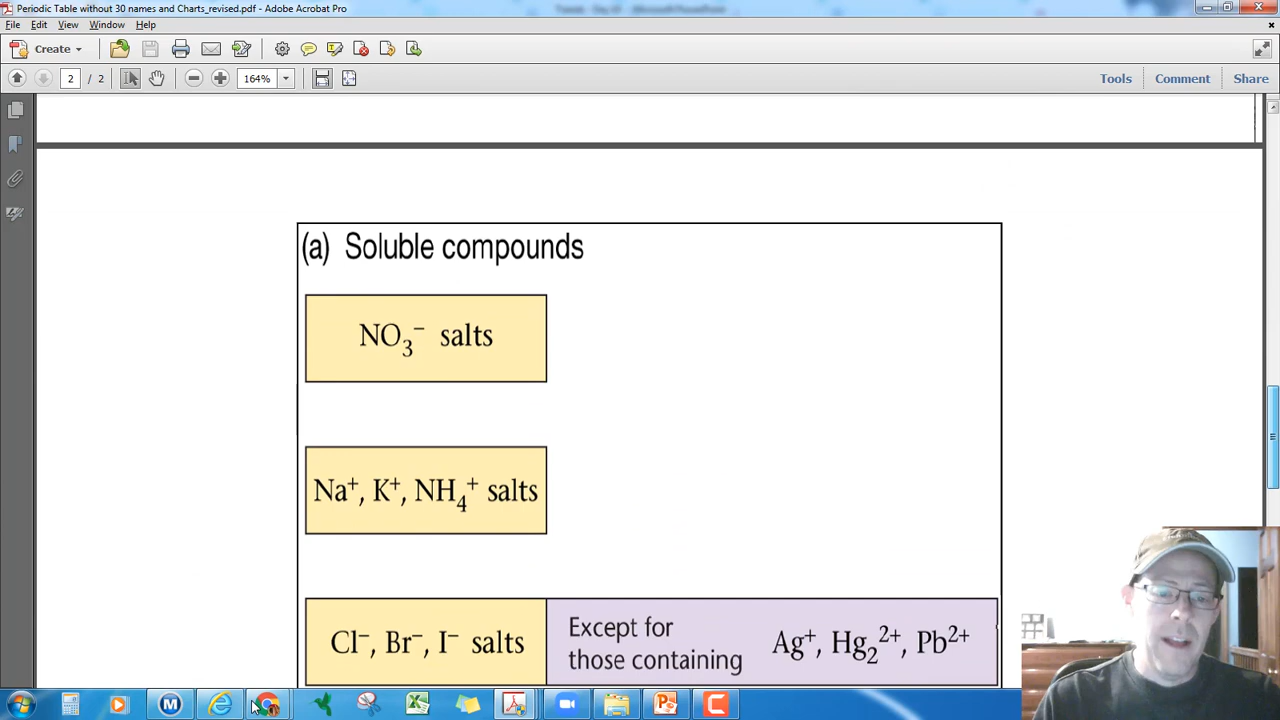 Periodic Table without 30 names and Charts_revised.pdf - Adobe Acrobat Pro
File Edit View Window Help
Create
2 / 2 164% Tools Comment Share
(a) Soluble compounds
NO₃⁻ salts
Na⁺, K⁺, NH₄⁺ salts
Cl⁻, Br⁻, I⁻ salts
Except for
those containing
Ag⁺, Hg₂²⁺, Pb²⁺